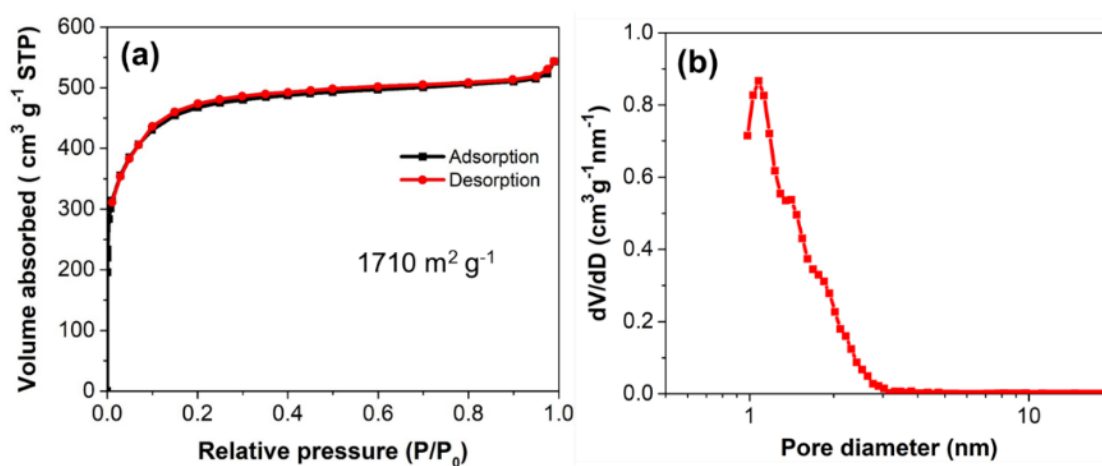 (a)
Volume absorbed ( cm³ g⁻¹ STP)
600
500
400
300
200
100
0
Adsorption
Desorption
1710 m² g⁻¹
0.0 0.2 0.4 0.6 0.8 1.0
Relative pressure (P/P₀)
(b)
dV/dD (cm³g⁻¹nm⁻¹)
1.0
0.8
0.6
0.4
0.2
0.0
1 10
Pore diameter (nm)